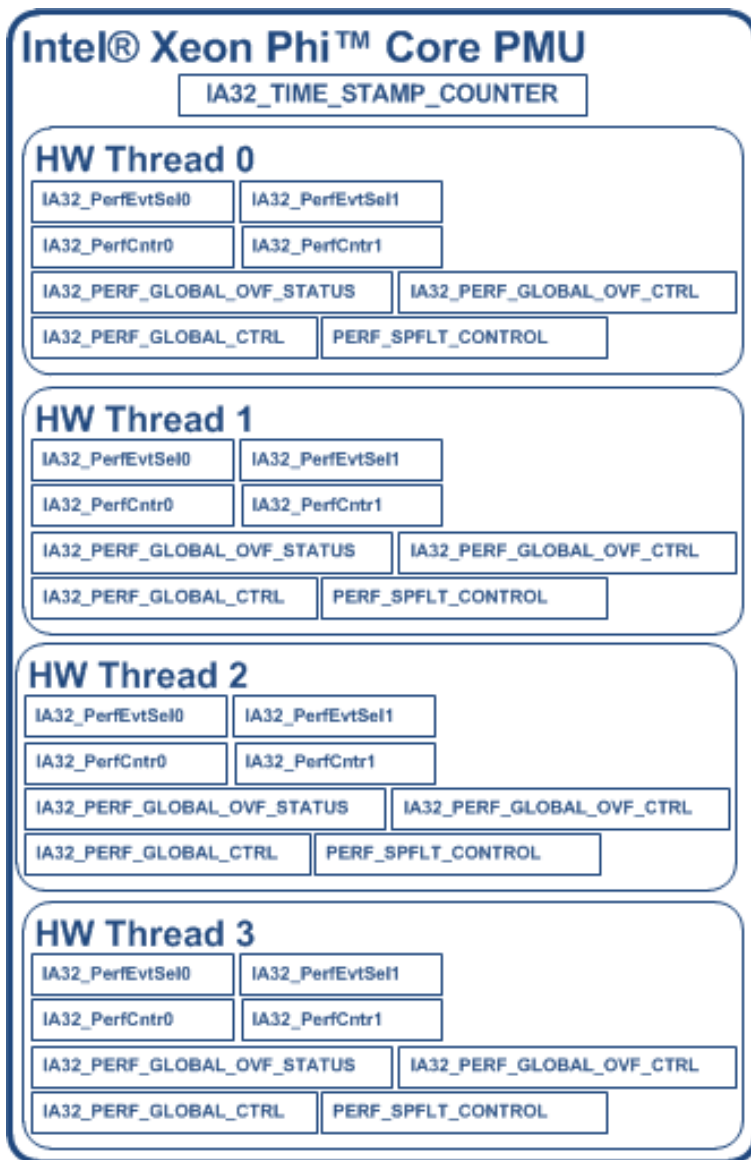 Intel® Xeon Phi™ Core PMU
IA32_TIME_STAMP_COUNTER
HW Thread 0
IA32_PerfEvtSel0 IA32_PerfEvtSel1
IA32_PerfCntr0 IA32_PerfCntr1
IA32_PERF_GLOBAL_OVF_STATUS IA32_PERF_GLOBAL_OVF_CTRL
IA32_PERF_GLOBAL_CTRL PERF_SPFLT_CONTROL
HW Thread 1
IA32_PerfEvtSel0 IA32_PerfEvtSel1
IA32_PerfCntr0 IA32_PerfCntr1
IA32_PERF_GLOBAL_OVF_STATUS IA32_PERF_GLOBAL_OVF_CTRL
IA32_PERF_GLOBAL_CTRL PERF_SPFLT_CONTROL
HW Thread 2
IA32_PerfEvtSel0 IA32_PerfEvtSel1
IA32_PerfCntr0 IA32_PerfCntr1
IA32_PERF_GLOBAL_OVF_STATUS IA32_PERF_GLOBAL_OVF_CTRL
IA32_PERF_GLOBAL_CTRL PERF_SPFLT_CONTROL
HW Thread 3
IA32_PerfEvtSel0 IA32_PerfEvtSel1
IA32_PerfCntr0 IA32_PerfCntr1
IA32_PERF_GLOBAL_OVF_STATUS IA32_PERF_GLOBAL_OVF_CTRL
IA32_PERF_GLOBAL_CTRL PERF_SPFLT_CONTROL